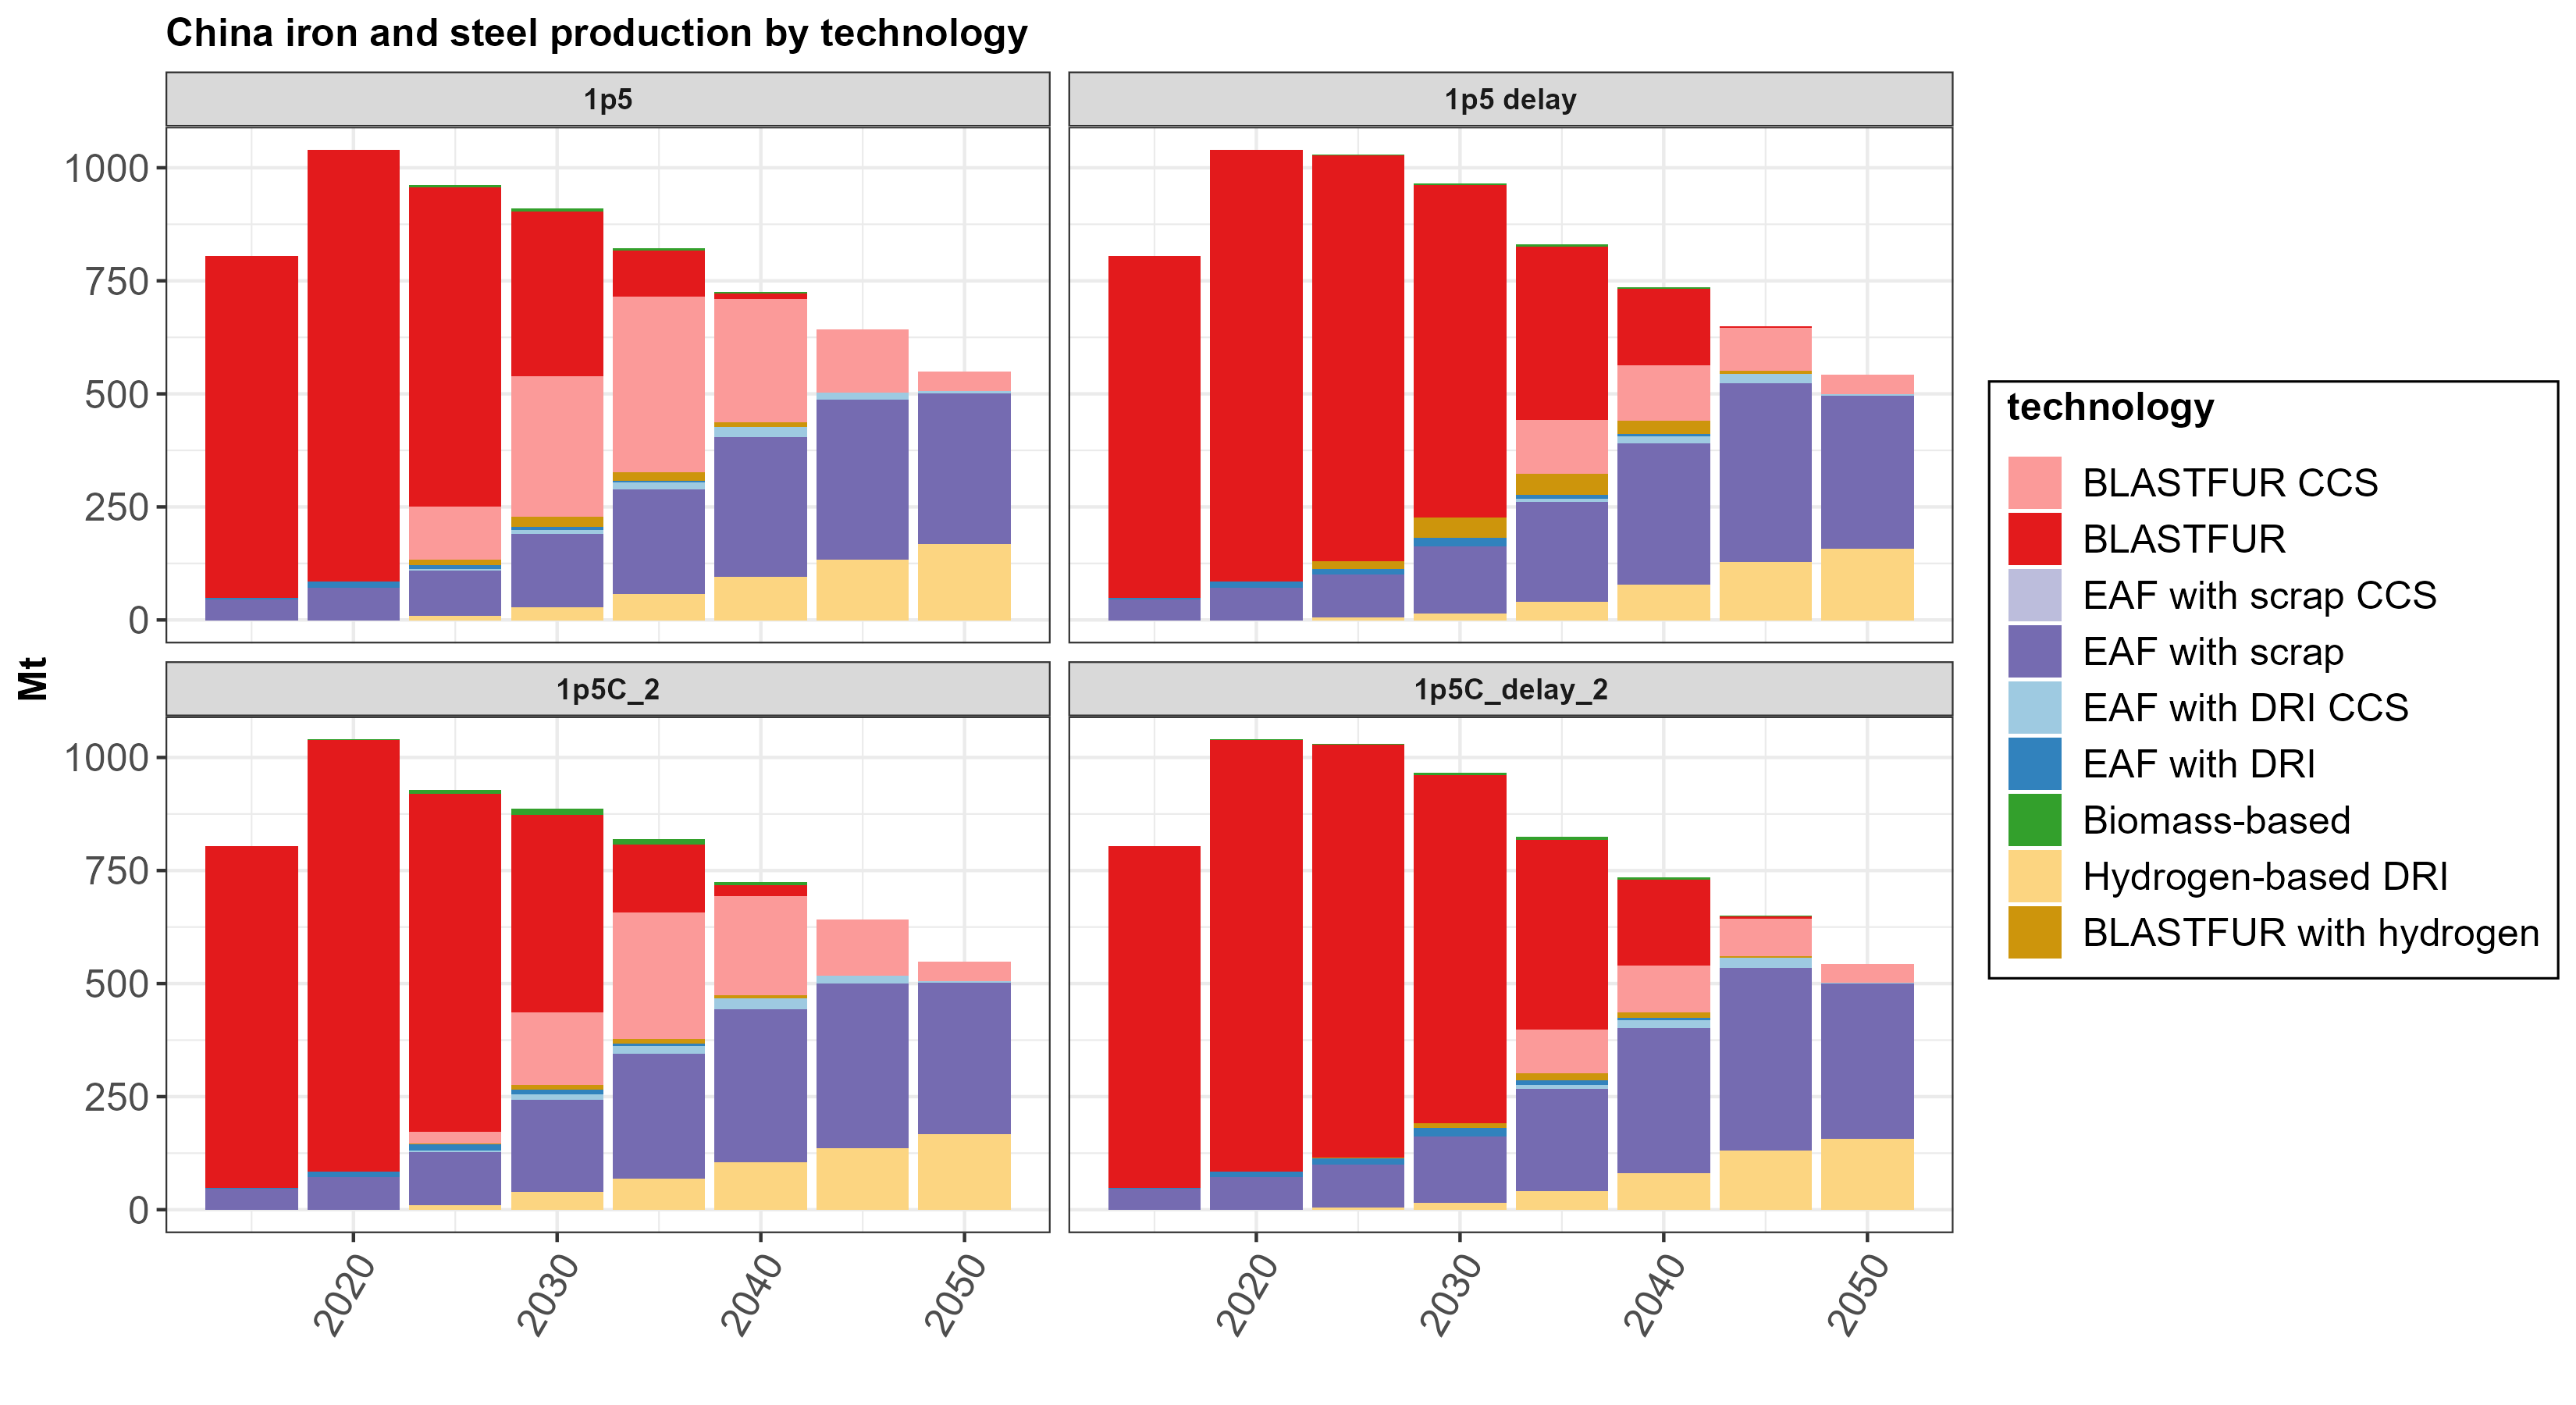 China iron and steel production by technology
1p5
1p5 delay
1000
750
500
250
0
Mt
1p5C_2
1p5C_delay_2
1000
750
500
250
0
2020
2030
2040
2050
2020
2030
2040
2050
technology
BLASTFUR CCS
BLASTFUR
EAF with scrap CCS
EAF with scrap
EAF with DRI CCS
EAF with DRI
Biomass-based
Hydrogen-based DRI
BLASTFUR with hydrogen